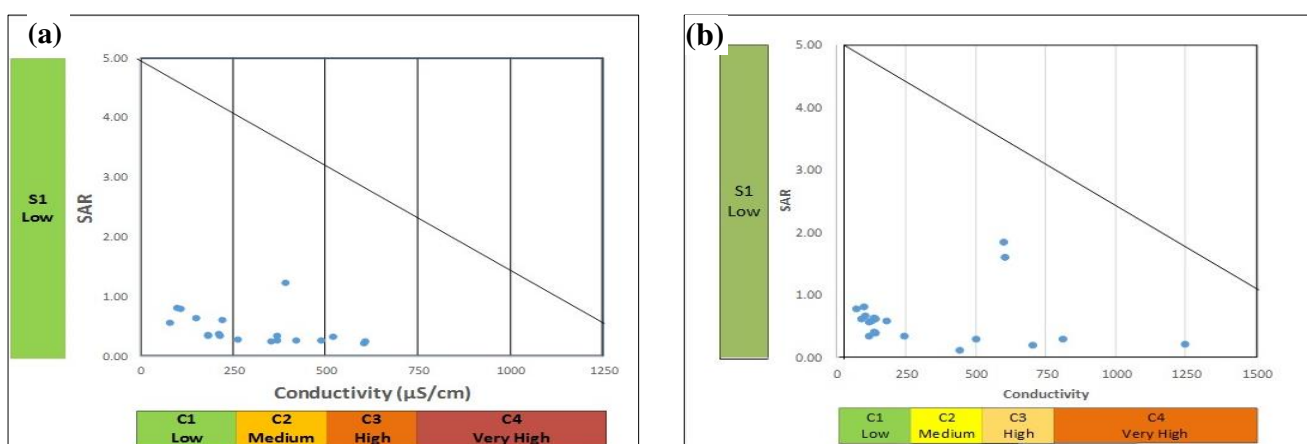 (a)
5.00
4.00
3.00
2.00
1.00
0.00
S1
Low
SAR
0 250 500 750 1000 1250
Conductivity (µS/cm)
C1 C2 C3 C4
Low Medium High Very High
(b)
5.00
4.00
3.00
2.00
1.00
0.00
S1
Low
SAR
0 250 500 750 1000 1500
Conductivity
C1 C2 C3 C4
Low Medium High Very High